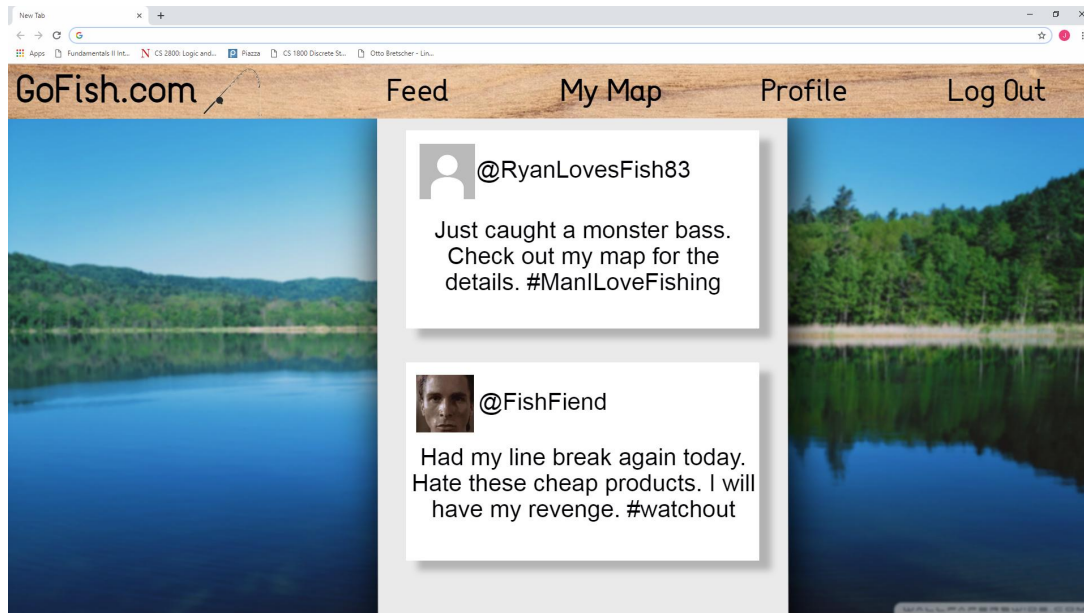 New Tab
Apps Fundamentals II Int... CS 2800: Logic and... Piazza CS 1800 Discrete St... Otto Bretscher - Lin...
GoFish.com Feed My Map Profile Log Out
@RyanLovesFish83
Just caught a monster bass.
Check out my map for the
details. #ManILoveFishing
@FishFiend
Had my line break again today.
Hate these cheap products. I will
have my revenge. #watchout